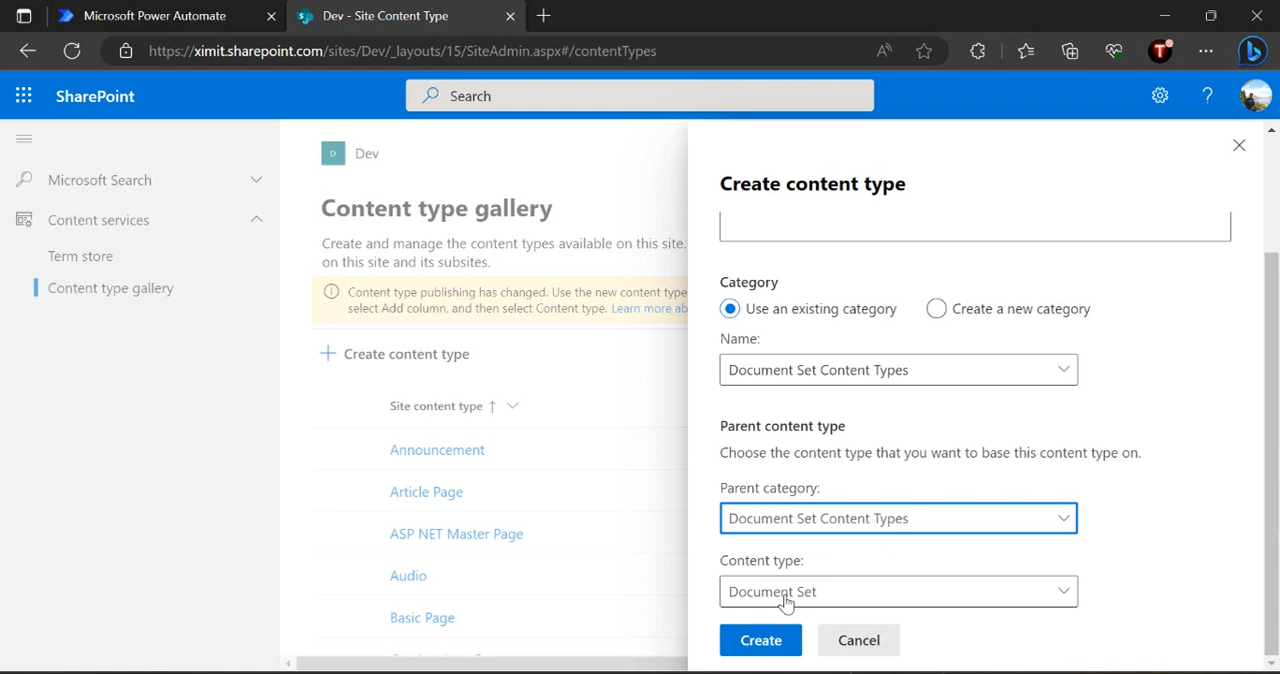 Microsoft Power Automate
Dev - Site Content Type
https://ximit.sharepoint.com/sites/Dev/_layouts/15/SiteAdmin.aspx#/contentTypes
SharePoint
Search
Microsoft Search
Content services
Term store
Content type gallery
D Dev
Content type gallery
Create and manage the content types available on this site.
on this site and its subsites.
Content type publishing has changed. Use the new content type
select Add column, and then select Content type. Learn more ab
Create content type
Site content type
Announcement
Article Page
ASP NET Master Page
Audio
Basic Page
Create content type
Category
Use an existing category
Create a new category
Name:
Document Set Content Types
Parent content type
Choose the content type that you want to base this content type on.
Parent category:
Document Set Content Types
Content type:
Document Set
Create
Cancel